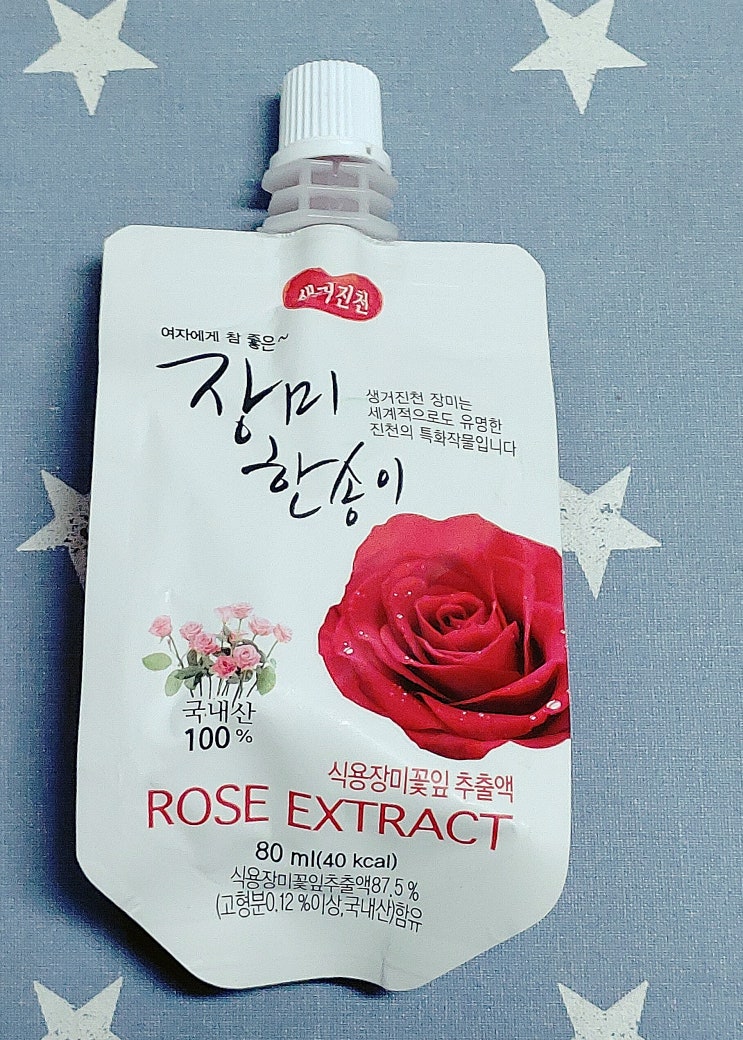 생거진천
여자에게 참 좋은~
장미
한송이
생거진천 장미는
세계적으로도 유명한
진천의 특화작물입니다
국내산
100%
식용장미꽃잎 추출액
ROSE EXTRACT
80 ml(40 kcal)
식용장미꽃잎추출액87.5%
(고형분0.12%이상,국내산)함유